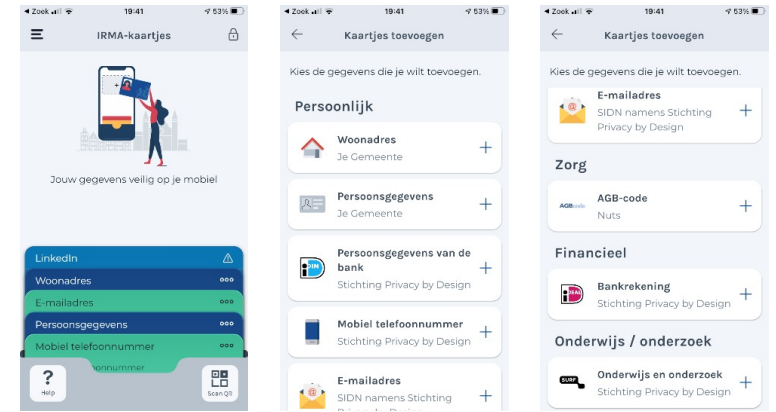 Zoek
19:41
53%
IRMA-kaartjes
Jouw gegevens veilig op je mobiel
LinkedIn
Woonadres
E-mailadres
Persoonsgegevens
Mobiel telefoonnummer
?
Help
Scan QR
Zoek
19:41
53%
Kaartjes toevoegen
Kies de gegevens die je wilt toevoegen.
Persoonlijk
Woonadres
Je Gemeente
Persoonsgegevens
Je Gemeente
iDIN
Persoonsgegevens van de
bank
Stichting Privacy by Design
Mobiel telefoonnummer
Stichting Privacy by Design
E-mailadres
SIDN namens Stichting
Zoek
19:41
53%
Kaartjes toevoegen
Kies de gegevens die je wilt toevoegen.
E-mailadres
SIDN namens Stichting
Privacy by Design
Zorg
AGBcode
AGB-code
Nuts
Financieel
iDEAL
Bankrekening
Stichting Privacy by Design
Onderwijs / onderzoek
SURF
Onderwijs en onderzoek
Stichting Privacy by Design